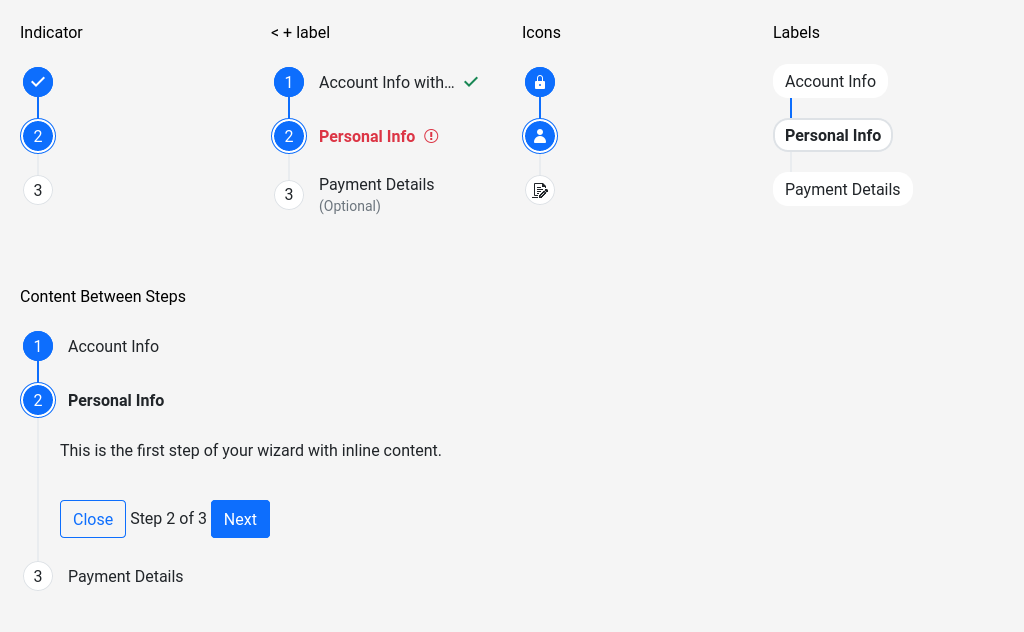 Indicator
2
3
< + label
1 Account Info with…
2 Personal Info
3 Payment Details
(Optional)
Icons
Labels
Account Info
Personal Info
Payment Details
Content Between Steps
1 Account Info
2 Personal Info
This is the first step of your wizard with inline content.
Close Step 2 of 3 Next
3 Payment Details